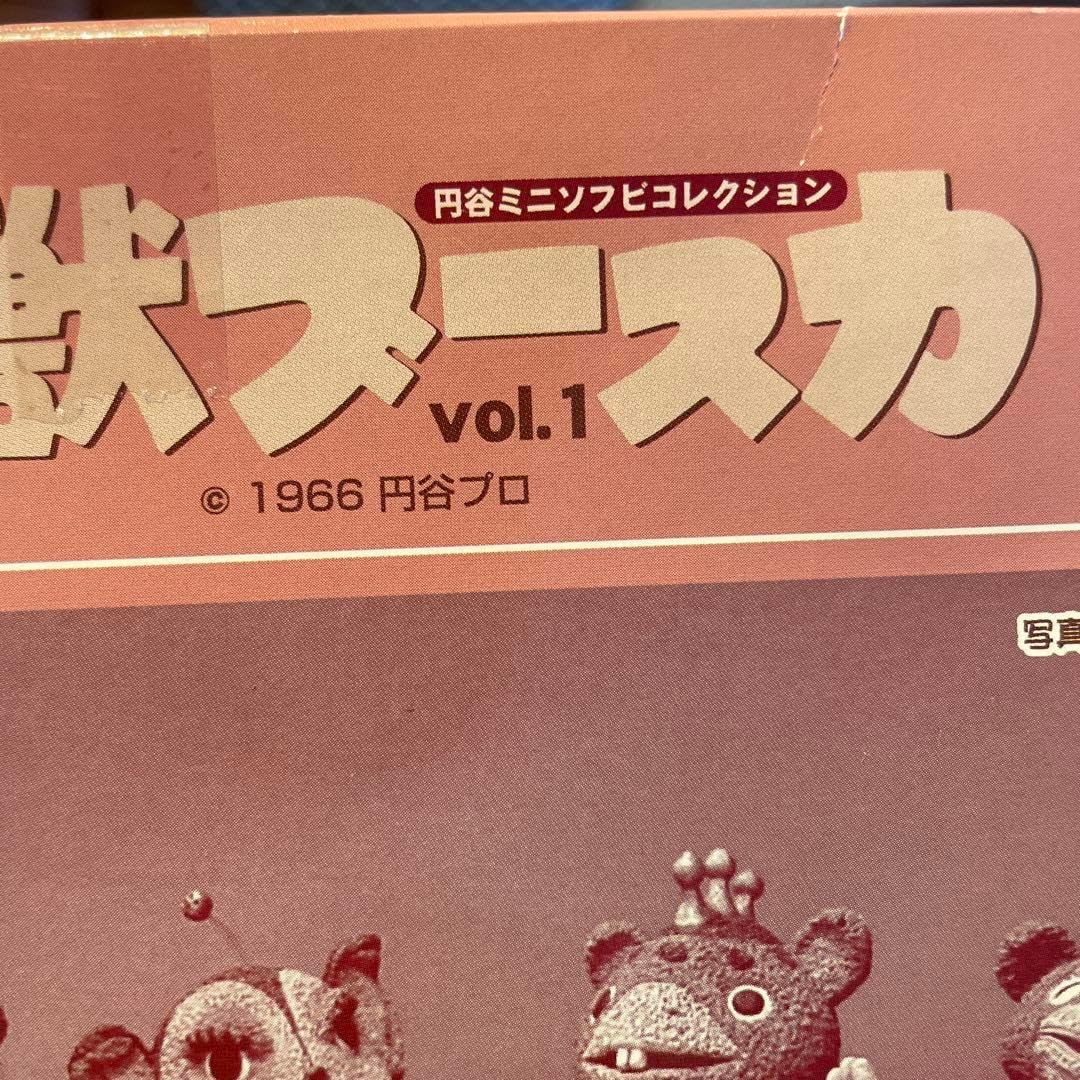 円谷ミニソフビコレクション
獣ブースカ
vol.1
© 1966 円谷プロ
写真